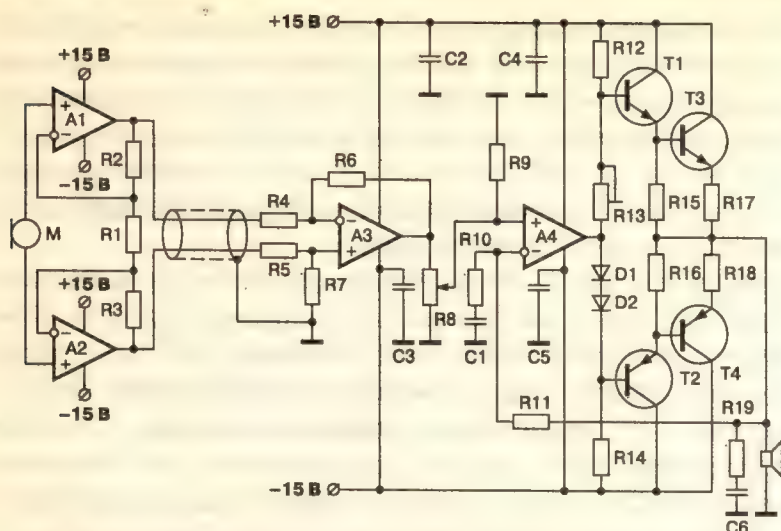 +15 В
A1
+
−
−15 В
R2
R1
M
+15 В
R3
A2
−
+
−15 В
+15 В
C2
C4
R12
T1
T3
R6
R9
R4
R5
A3
−
+
R7
R8
C3
R10
C1
A4
+
−
C5
R13
R15
R17
D1
D2
R16
R18
T2
T4
R11
R14
R19
C6
−15 В